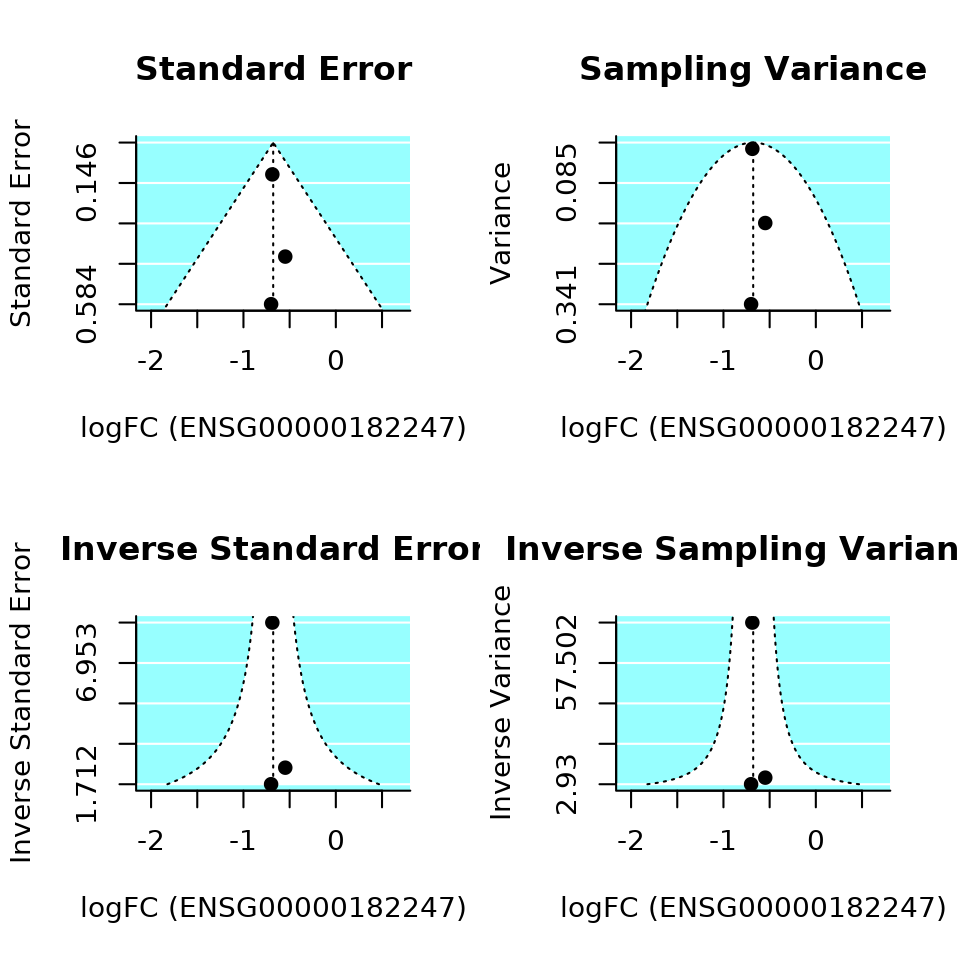 Standard Error
Standard Error
0.146
0.584
-2 -1 0
logFC (ENSG00000182247)
Sampling Variance
Variance
0.085
0.341
-2 -1 0
logFC (ENSG00000182247)
Inverse Standard Error
Inverse Standard Error
6.953
1.712
-2 -1 0
logFC (ENSG00000182247)
Inverse Sampling Varian
Inverse Variance
57.502
2.93
-2 -1 0
logFC (ENSG00000182247)